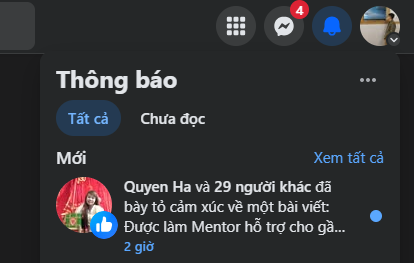 4
Thông báo
Tất cả
Chưa đọc
Mới
Xem tất cả
Quyen Ha và 29 người khác đã
bày tỏ cảm xúc về một bài viết:
Được làm Mentor hỗ trợ cho gầ...
2 giờ